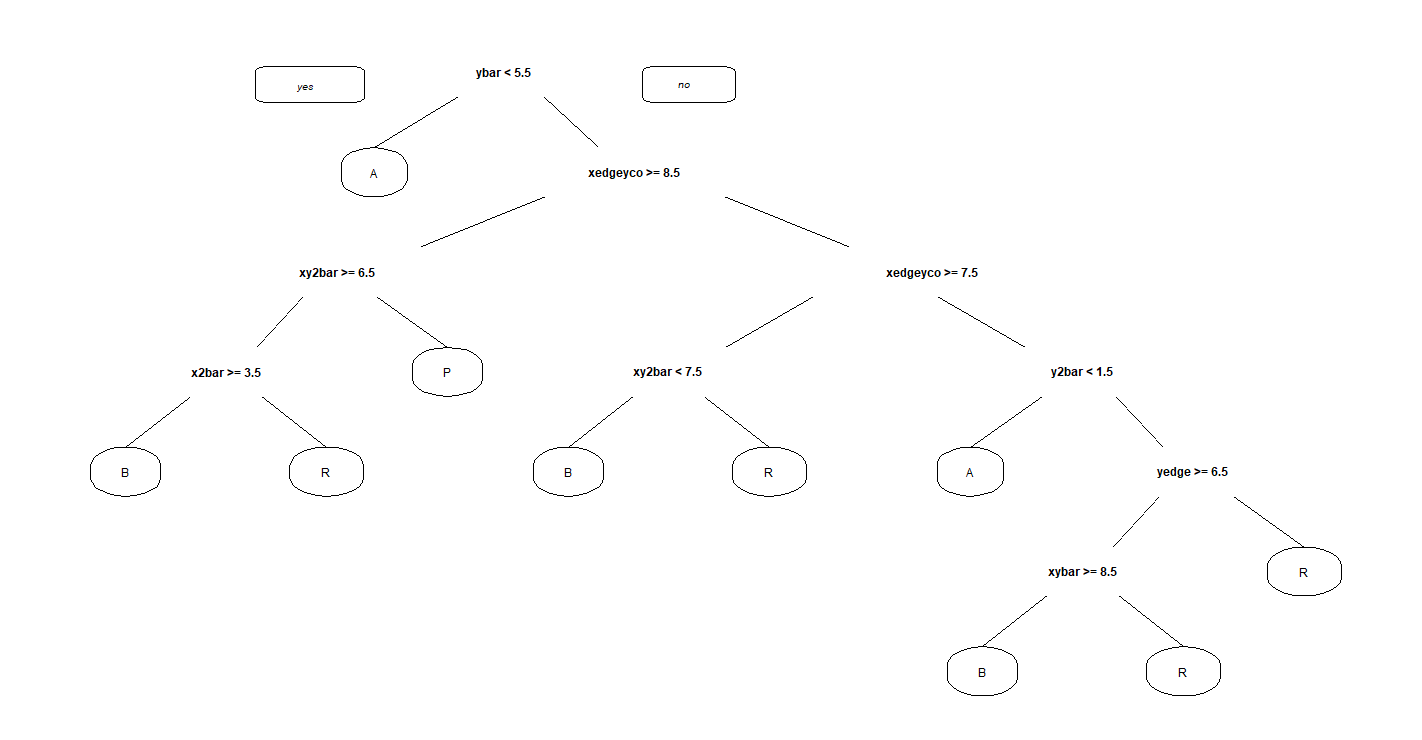 ybar < 5.5
yes
no
A
xedgeyco >= 8.5
xy2bar >= 6.5
xedgeyco >= 7.5
x2bar >= 3.5
P
xy2bar < 7.5
y2bar < 1.5
B
R
B
R
A
yedge >= 6.5
xybar >= 8.5
R
B
R